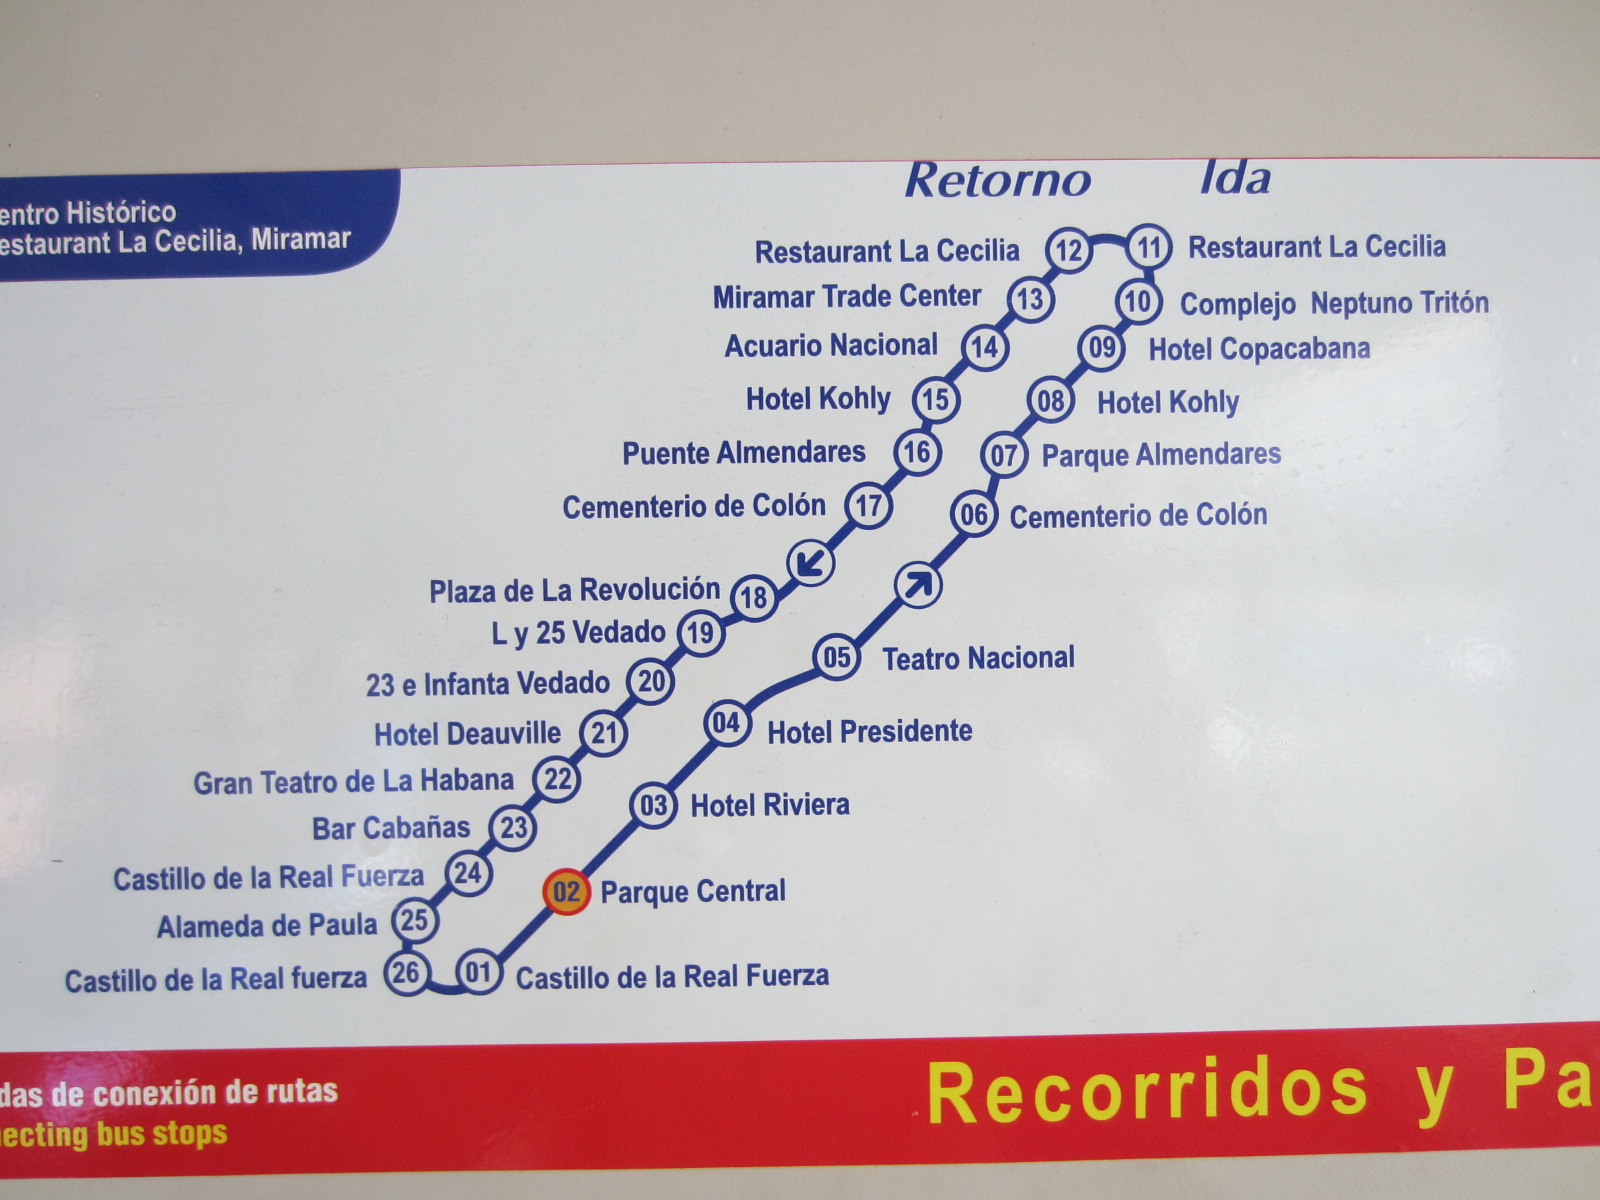 entro Histórico
estaurant La Cecilia, Miramar
Retorno Ida
Restaurant La Cecilia 12 11 Restaurant La Cecilia
Miramar Trade Center 13 10 Complejo Neptuno Tritón
Acuario Nacional 14 09 Hotel Copacabana
Hotel Kohly 15 08 Hotel Kohly
Puente Almendares 16 07 Parque Almendares
Cementerio de Colón 17 06 Cementerio de Colón
Plaza de La Revolución 18
L y 25 Vedado 19 05 Teatro Nacional
23 e Infanta Vedado 20
Hotel Deauville 21 04 Hotel Presidente
Gran Teatro de La Habana 22 03 Hotel Riviera
Bar Cabañas 23
Castillo de la Real Fuerza 24 02 Parque Central
Alameda de Paula 25
Castillo de la Real fuerza 26 01 Castillo de la Real Fuerza
das de conexión de rutas
necting bus stops
Recorridos y Pa